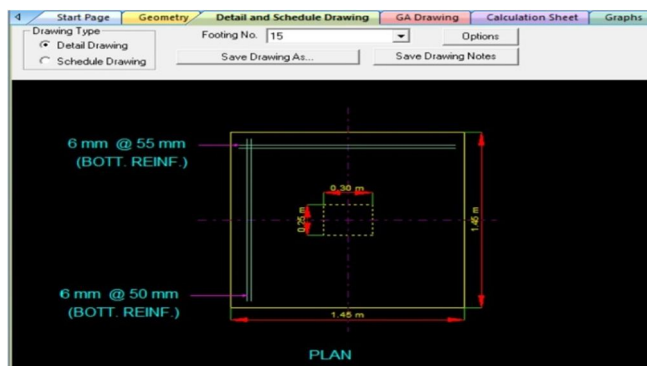 Start Page Geometry Detail and Schedule Drawing GA Drawing Calculation Sheet Graphs
Drawing Type
Detail Drawing
Schedule Drawing
Footing No. 15 Options
Save Drawing As... Save Drawing Notes
6 mm @ 55 mm
(BOTT. REINF.)
0.30 m
0.25 m
1.45 m
6 mm @ 50 mm
(BOTT. REINF.)
1.45 m
PLAN